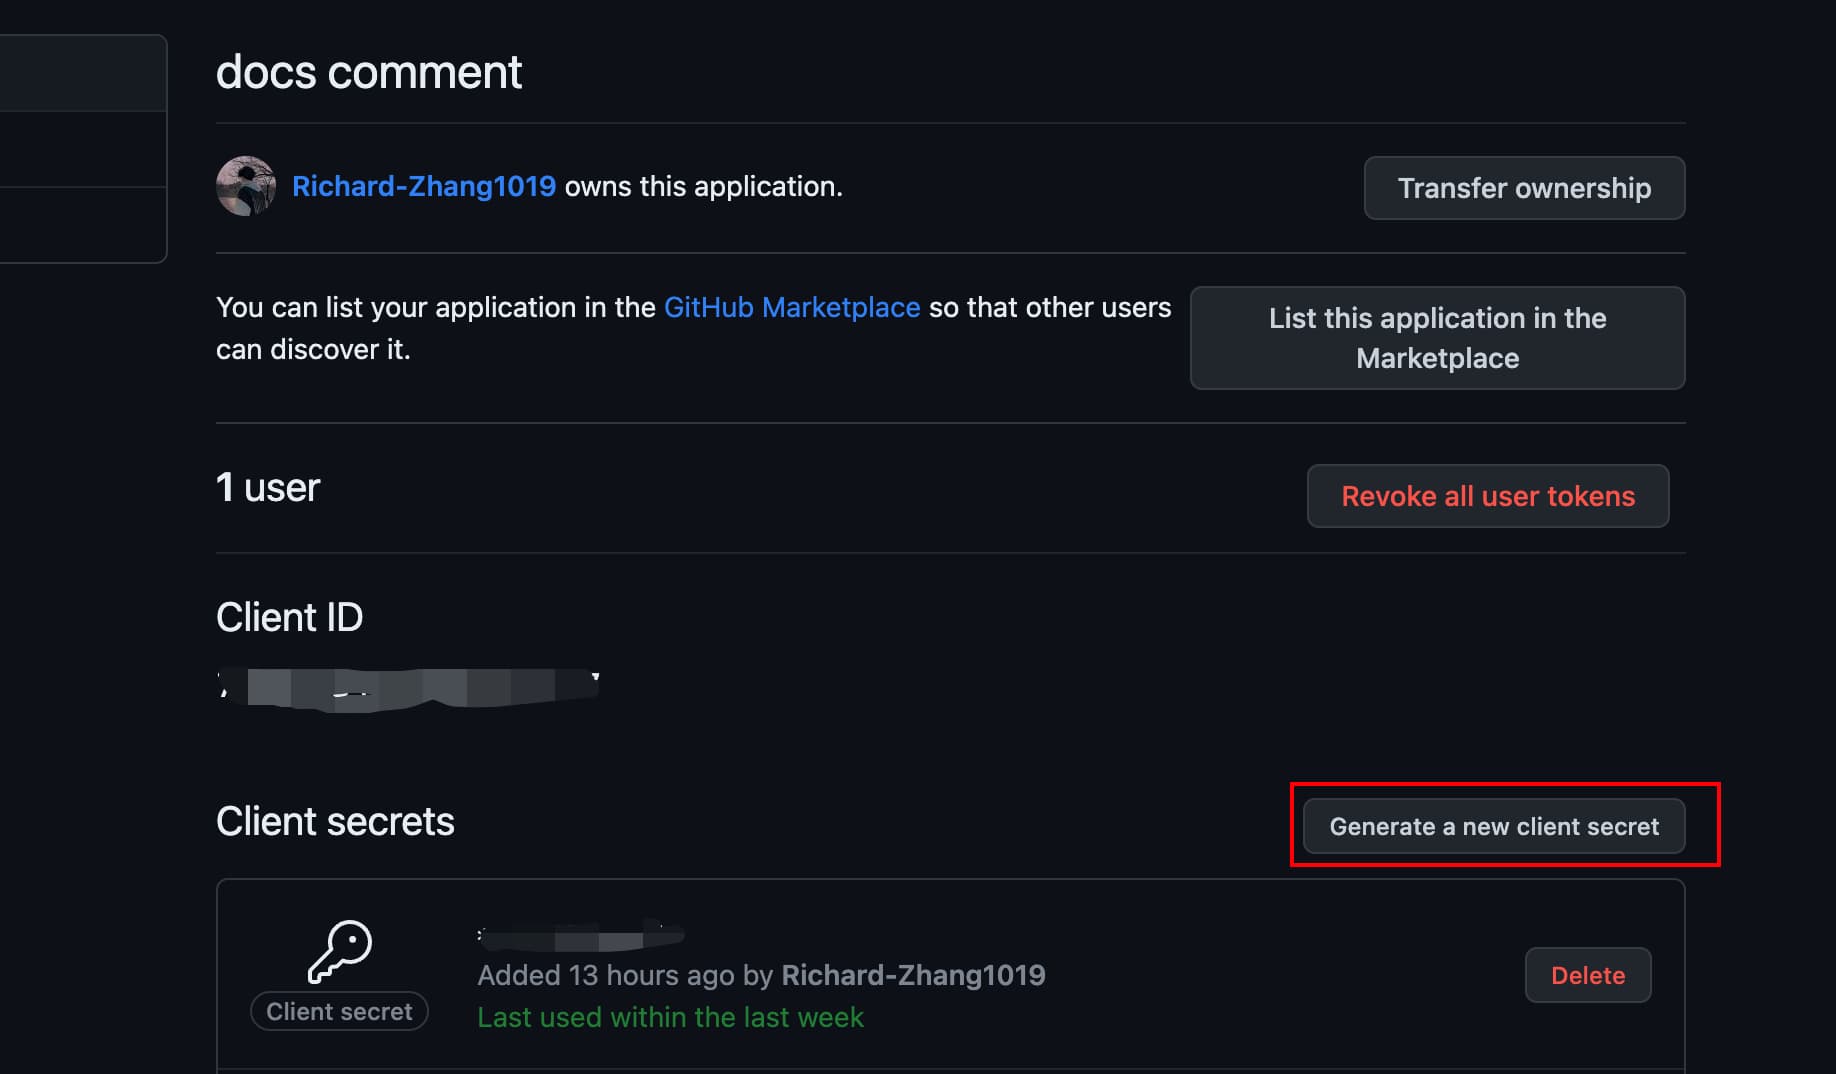 docs comment
Richard-Zhang1019 owns this application.
Transfer ownership
You can list your application in the GitHub Marketplace so that other users
can discover it.
List this application in the
Marketplace
1 user
Revoke all user tokens
Client ID
Client secrets
Generate a new client secret
Client secret
Added 13 hours ago by Richard-Zhang1019
Last used within the last week
Delete